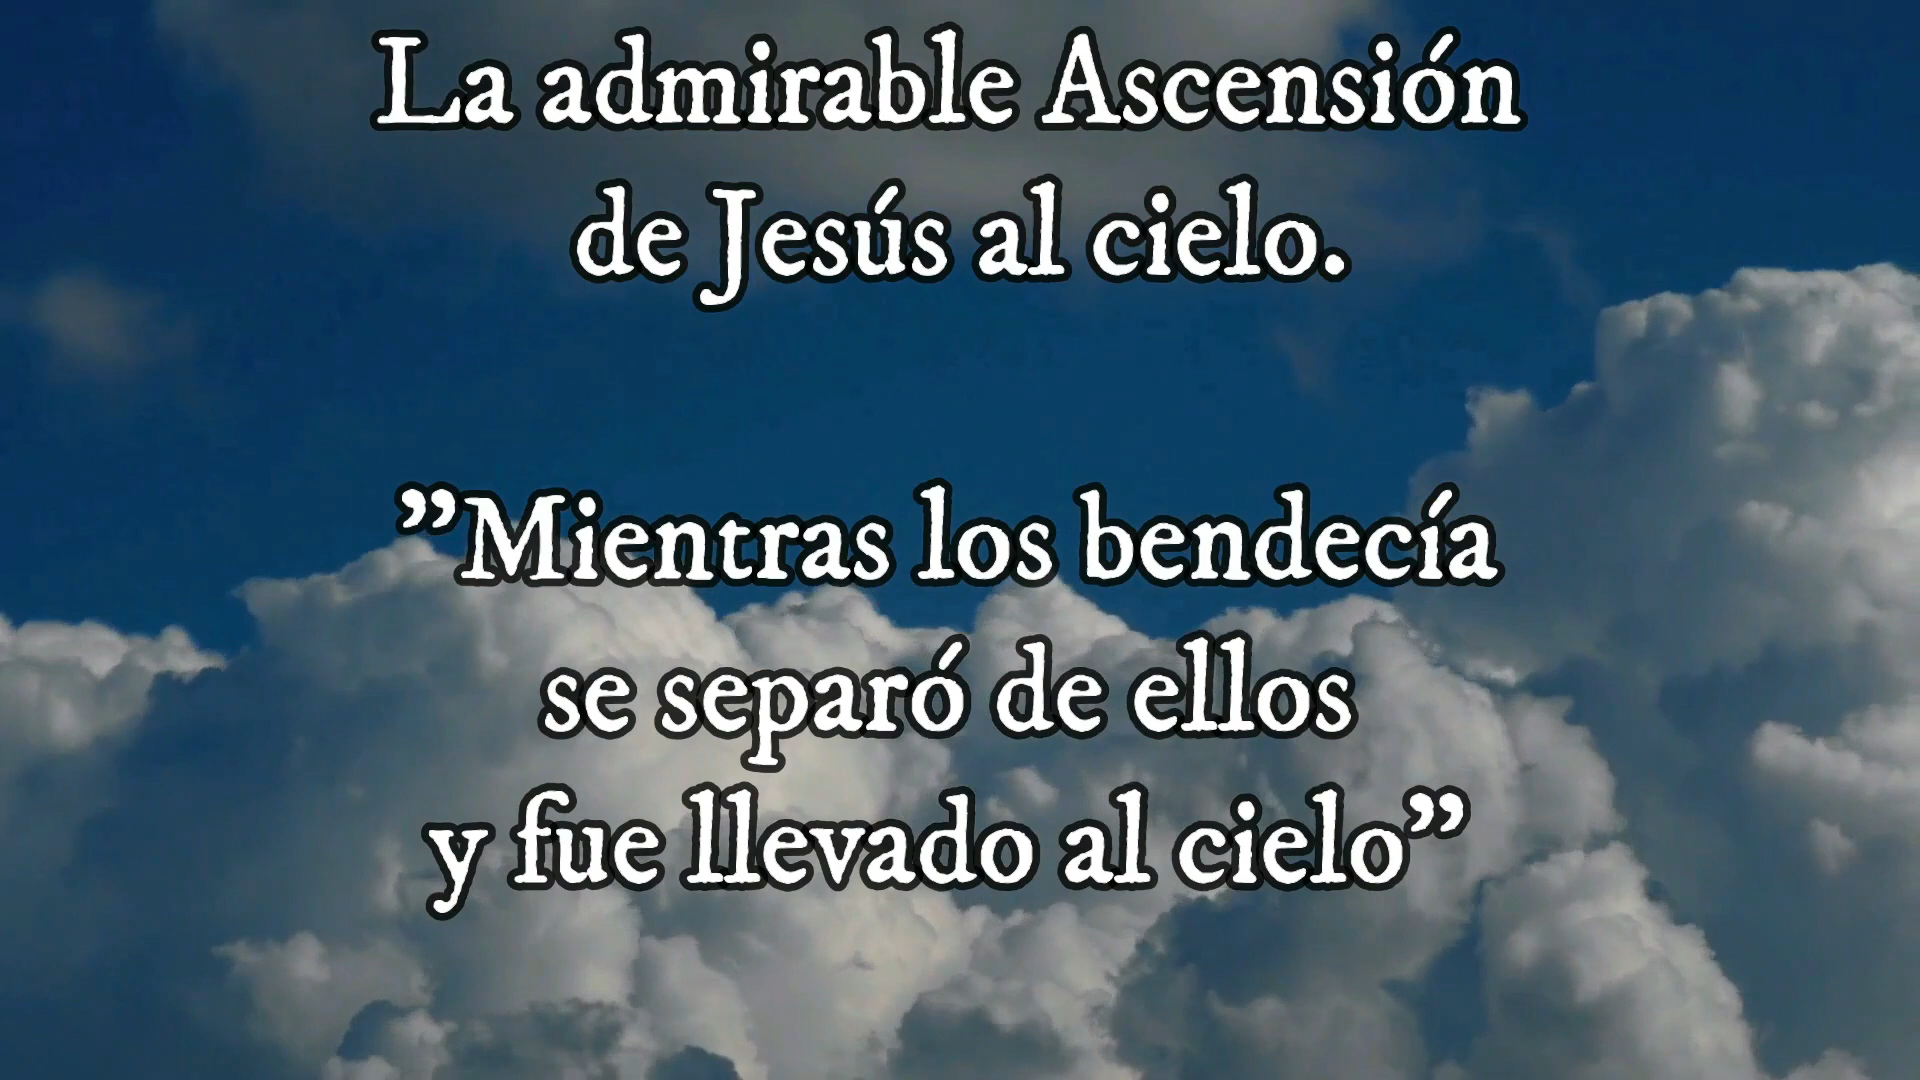 La admirable Ascensión
de Jesús al cielo.
”Mientras los bendecía
se separó de ellos
y fue llevado al cielo”